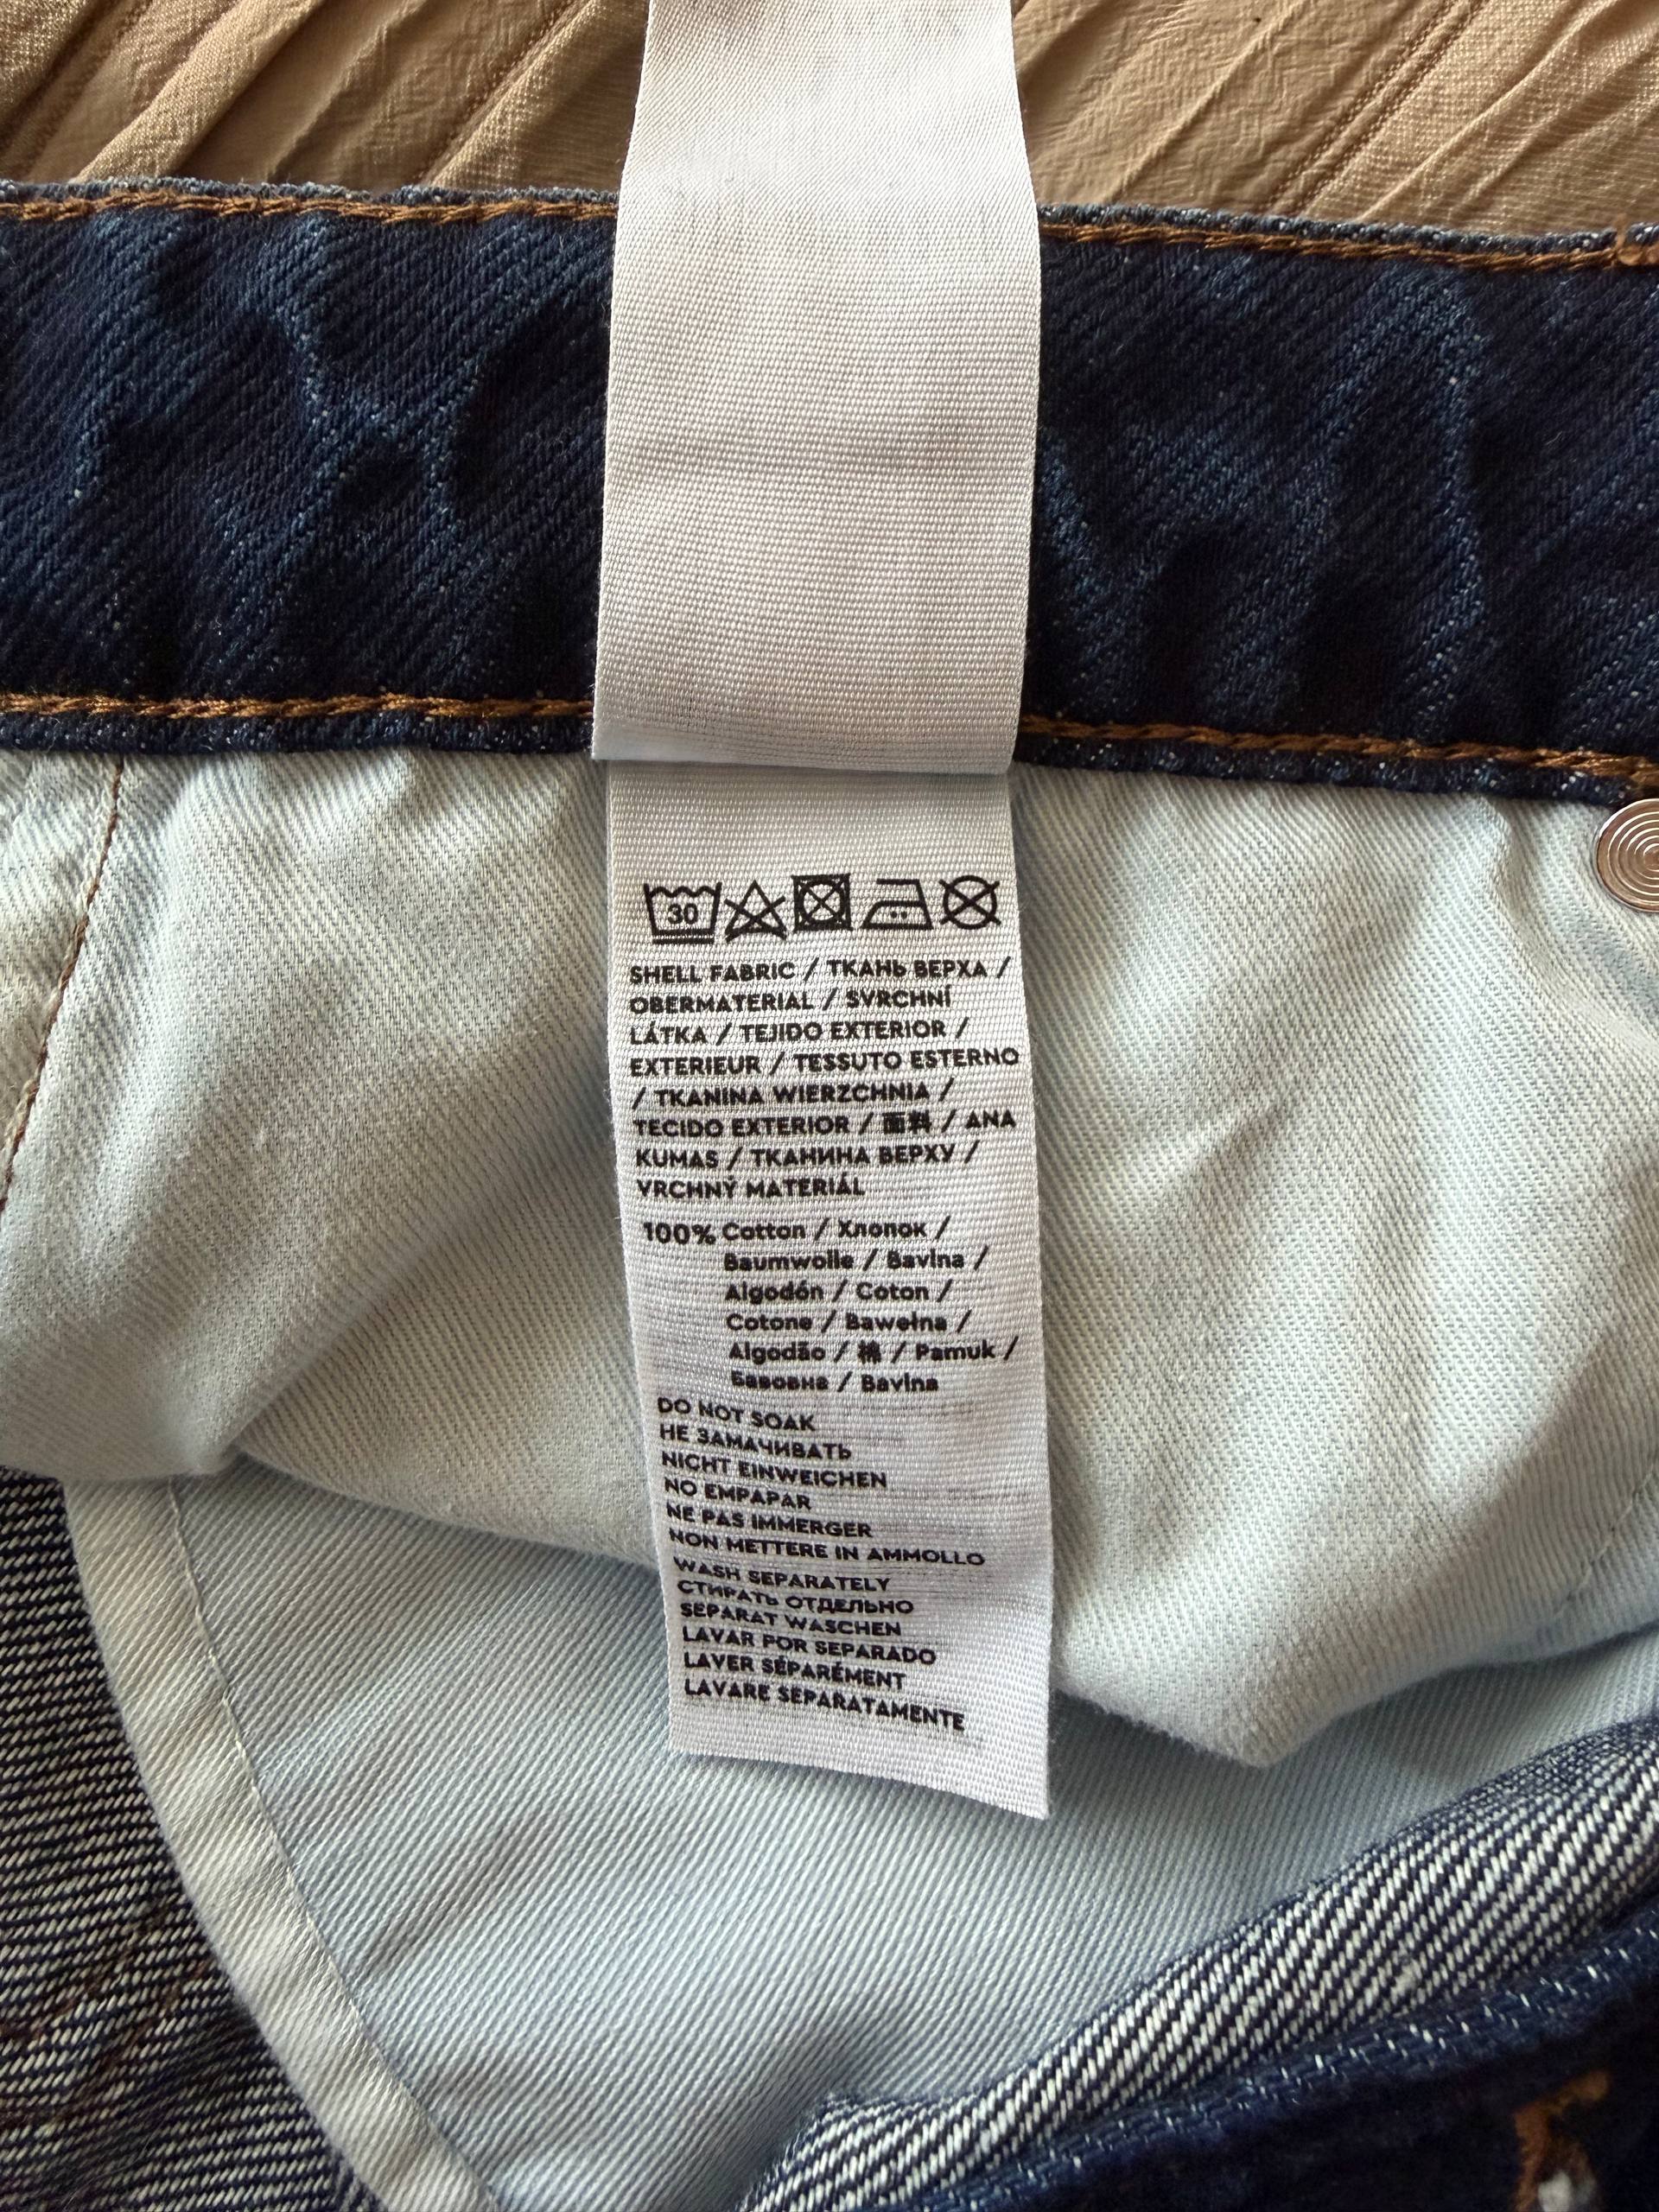 30
SHELL FABRIC / ТКАНЬ ВЕРХА /
OBERMATERIAL / SVRCHNÍ
LÁTKA / TEJIDO EXTERIOR /
EXTERIEUR / TESSUTO ESTERNO
/ TKANINA WIERZCHNIA /
TECIDO EXTERIOR / 面料 / ANA
KUMAS / ТКАНИНА ВЕРХУ /
VRCHNÝ MATERIÁL
100% Cotton / Хлопок /
Baumwolle / Bavlna /
Algodón / Coton /
Cotone / Bawełna /
Algodão / 棉 / Pamuk /
Бавовна / Bavlna
DO NOT SOAK
НЕ ЗАМАЧИВАТЬ
NICHT EINWEICHEN
NO EMPAPAR
NE PAS IMMERGER
NON METTERE IN AMMOLLO
WASH SEPARATELY
СТИРАТЬ ОТДЕЛЬНО
SEPARAT WASCHEN
LAVAR POR SEPARADO
LAVER SÉPARÉMENT
LAVARE SEPARATAMENTE